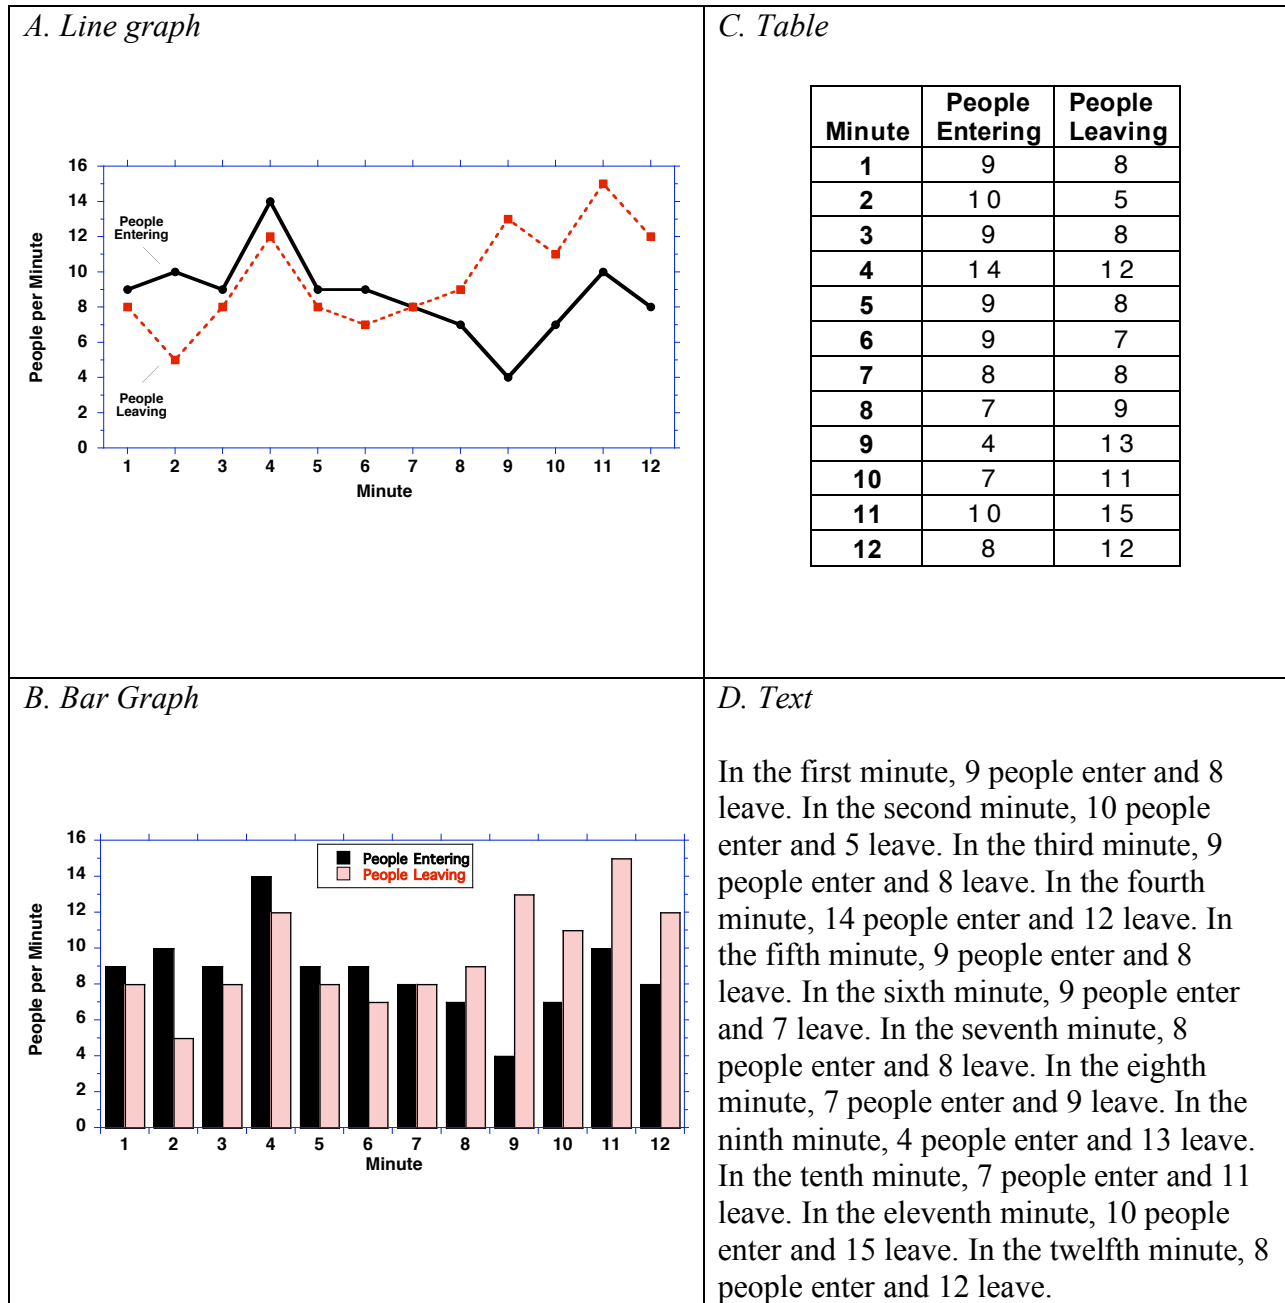 A. Line graph
16
14
12
10
8
6
4
2
0
People per Minute
People
Entering
People
Leaving
1 2 3 4 5 6 7 8 9 10 11 12
Minute
C. Table
Minute People Entering People Leaving
1 9 8
2 10 5
3 9 8
4 14 12
5 9 8
6 9 7
7 8 8
8 7 9
9 4 13
10 7 11
11 10 15
12 8 12
B. Bar Graph
16
14
12
10
8
6
4
2
0
People per Minute
People Entering
People Leaving
1 2 3 4 5 6 7 8 9 10 11 12
Minute
D. Text
In the first minute, 9 people enter and 8
leave. In the second minute, 10 people
enter and 5 leave. In the third minute, 9
people enter and 8 leave. In the fourth
minute, 14 people enter and 12 leave. In
the fifth minute, 9 people enter and 8
leave. In the sixth minute, 9 people enter
and 7 leave. In the seventh minute, 8
people enter and 8 leave. In the eighth
minute, 7 people enter and 9 leave. In the
ninth minute, 4 people enter and 13 leave.
In the tenth minute, 7 people enter and 11
leave. In the eleventh minute, 10 people
enter and 15 leave. In the twelfth minute, 8
people enter and 12 leave.